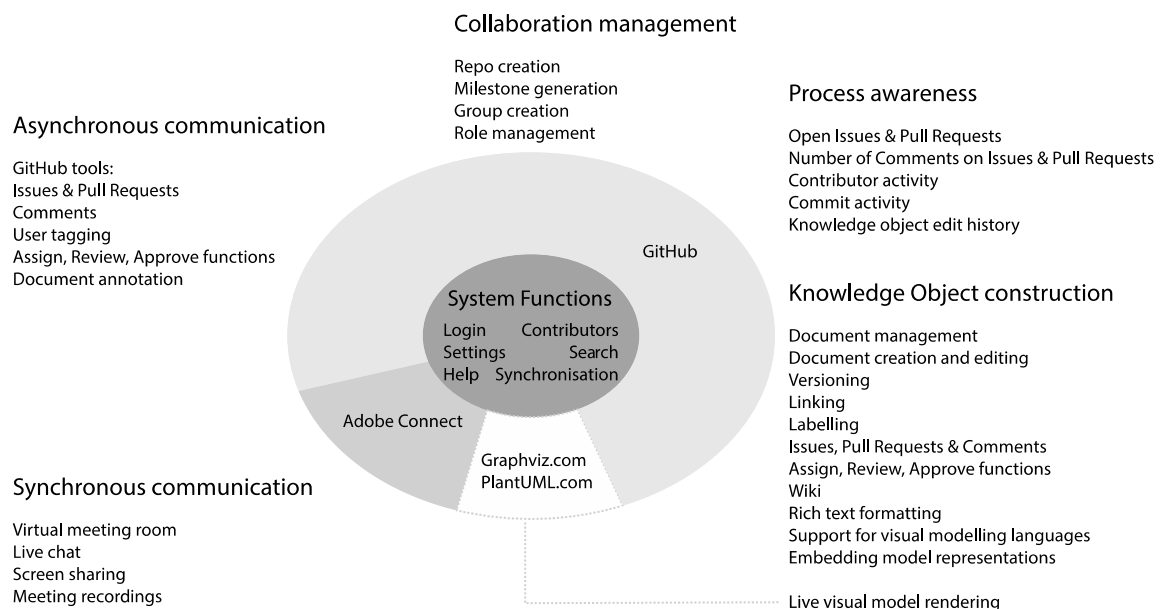 Collaboration management
Repo creation
Milestone generation
Group creation
Role management
Asynchronous communication
GitHub tools:
Issues & Pull Requests
Comments
User tagging
Assign, Review, Approve functions
Document annotation
Process awareness
Open Issues & Pull Requests
Number of Comments on Issues & Pull Requests
Contributor activity
Commit activity
Knowledge object edit history
GitHub
System Functions
Login Contributors
Settings Search
Help Synchronisation
Adobe Connect
Graphviz.com
PlantUML.com
Knowledge Object construction
Document management
Document creation and editing
Versioning
Linking
Labelling
Issues, Pull Requests & Comments
Assign, Review, Approve functions
Wiki
Rich text formatting
Support for visual modelling languages
Embedding model representations
Live visual model rendering
Synchronous communication
Virtual meeting room
Live chat
Screen sharing
Meeting recordings